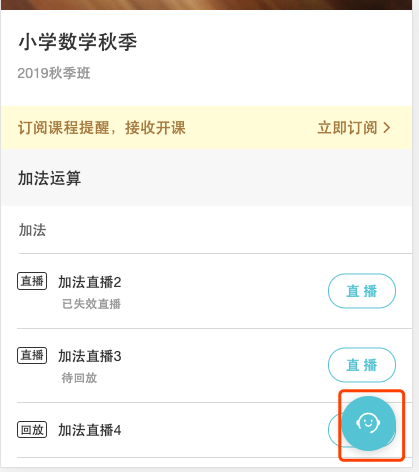 小学数学秋季
2019秋季班
订阅课程提醒，接收开课 立即订阅 >
加法运算
加法
直播 加法直播2 直播
已失效直播
直播 加法直播3 直播
待回放
回放 加法直播4